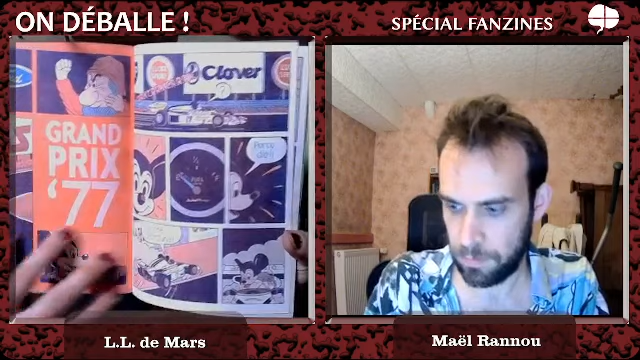 ON DÉBALLE !
SPÉCIAL FANZINES
Clover
GRAND
PRIX
'77
L.L. de Mars
Maël Rannou